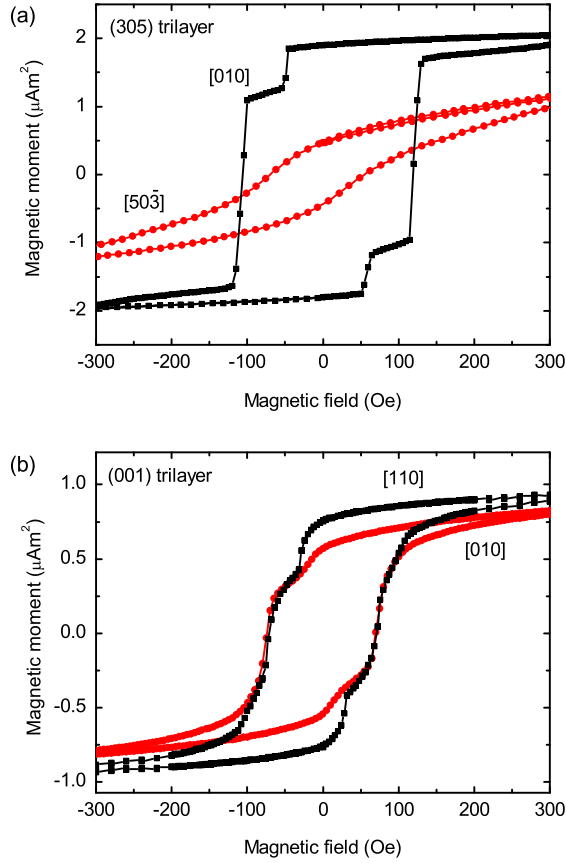 (a)
(305) trilayer
[010]
[503̄]
Magnetic moment (μAm²)
2
1
0
-1
-2
-300 -200 -100 0 100 200 300
Magnetic field (Oe)
(b)
(001) trilayer
[110]
[010]
Magnetic moment (μAm²)
1.0
0.5
0.0
-0.5
-1.0
-300 -200 -100 0 100 200 300
Magnetic field (Oe)